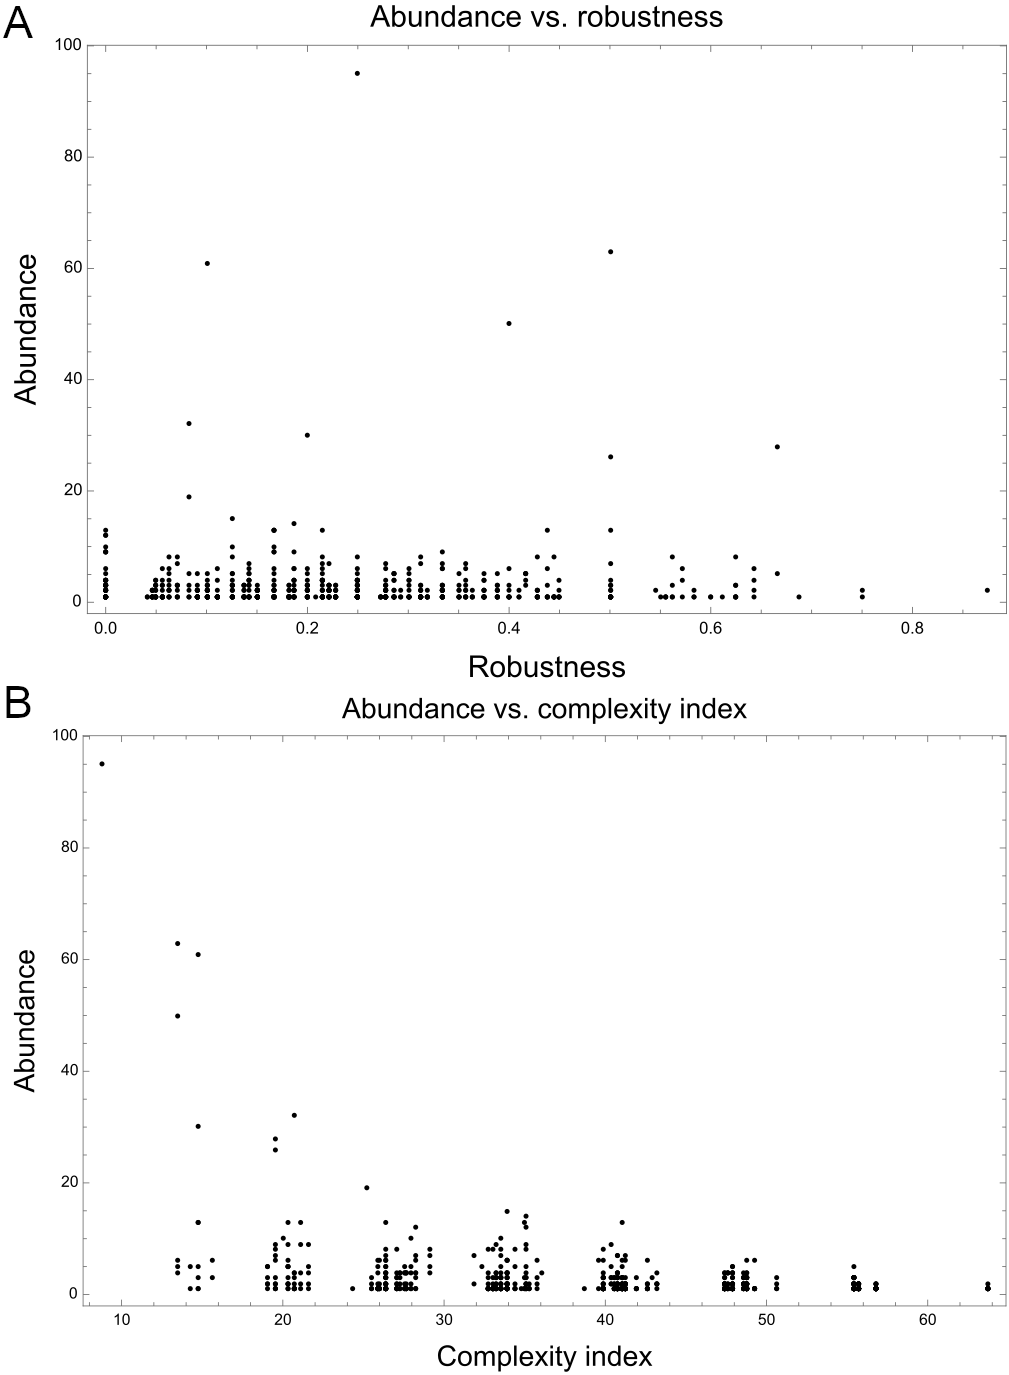 A
Abundance vs. robustness
100
80
60
40
20
0
Abundance
0.0 0.2 0.4 0.6 0.8
Robustness
B
Abundance vs. complexity index
100
80
60
40
20
0
Abundance
10 20 30 40 50 60
Complexity index